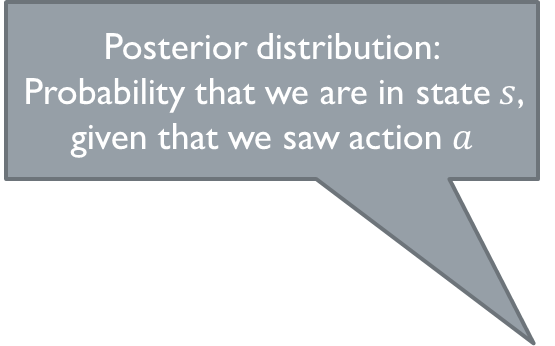 Posterior distribution:
Probability that we are in state s,
given that we saw action a